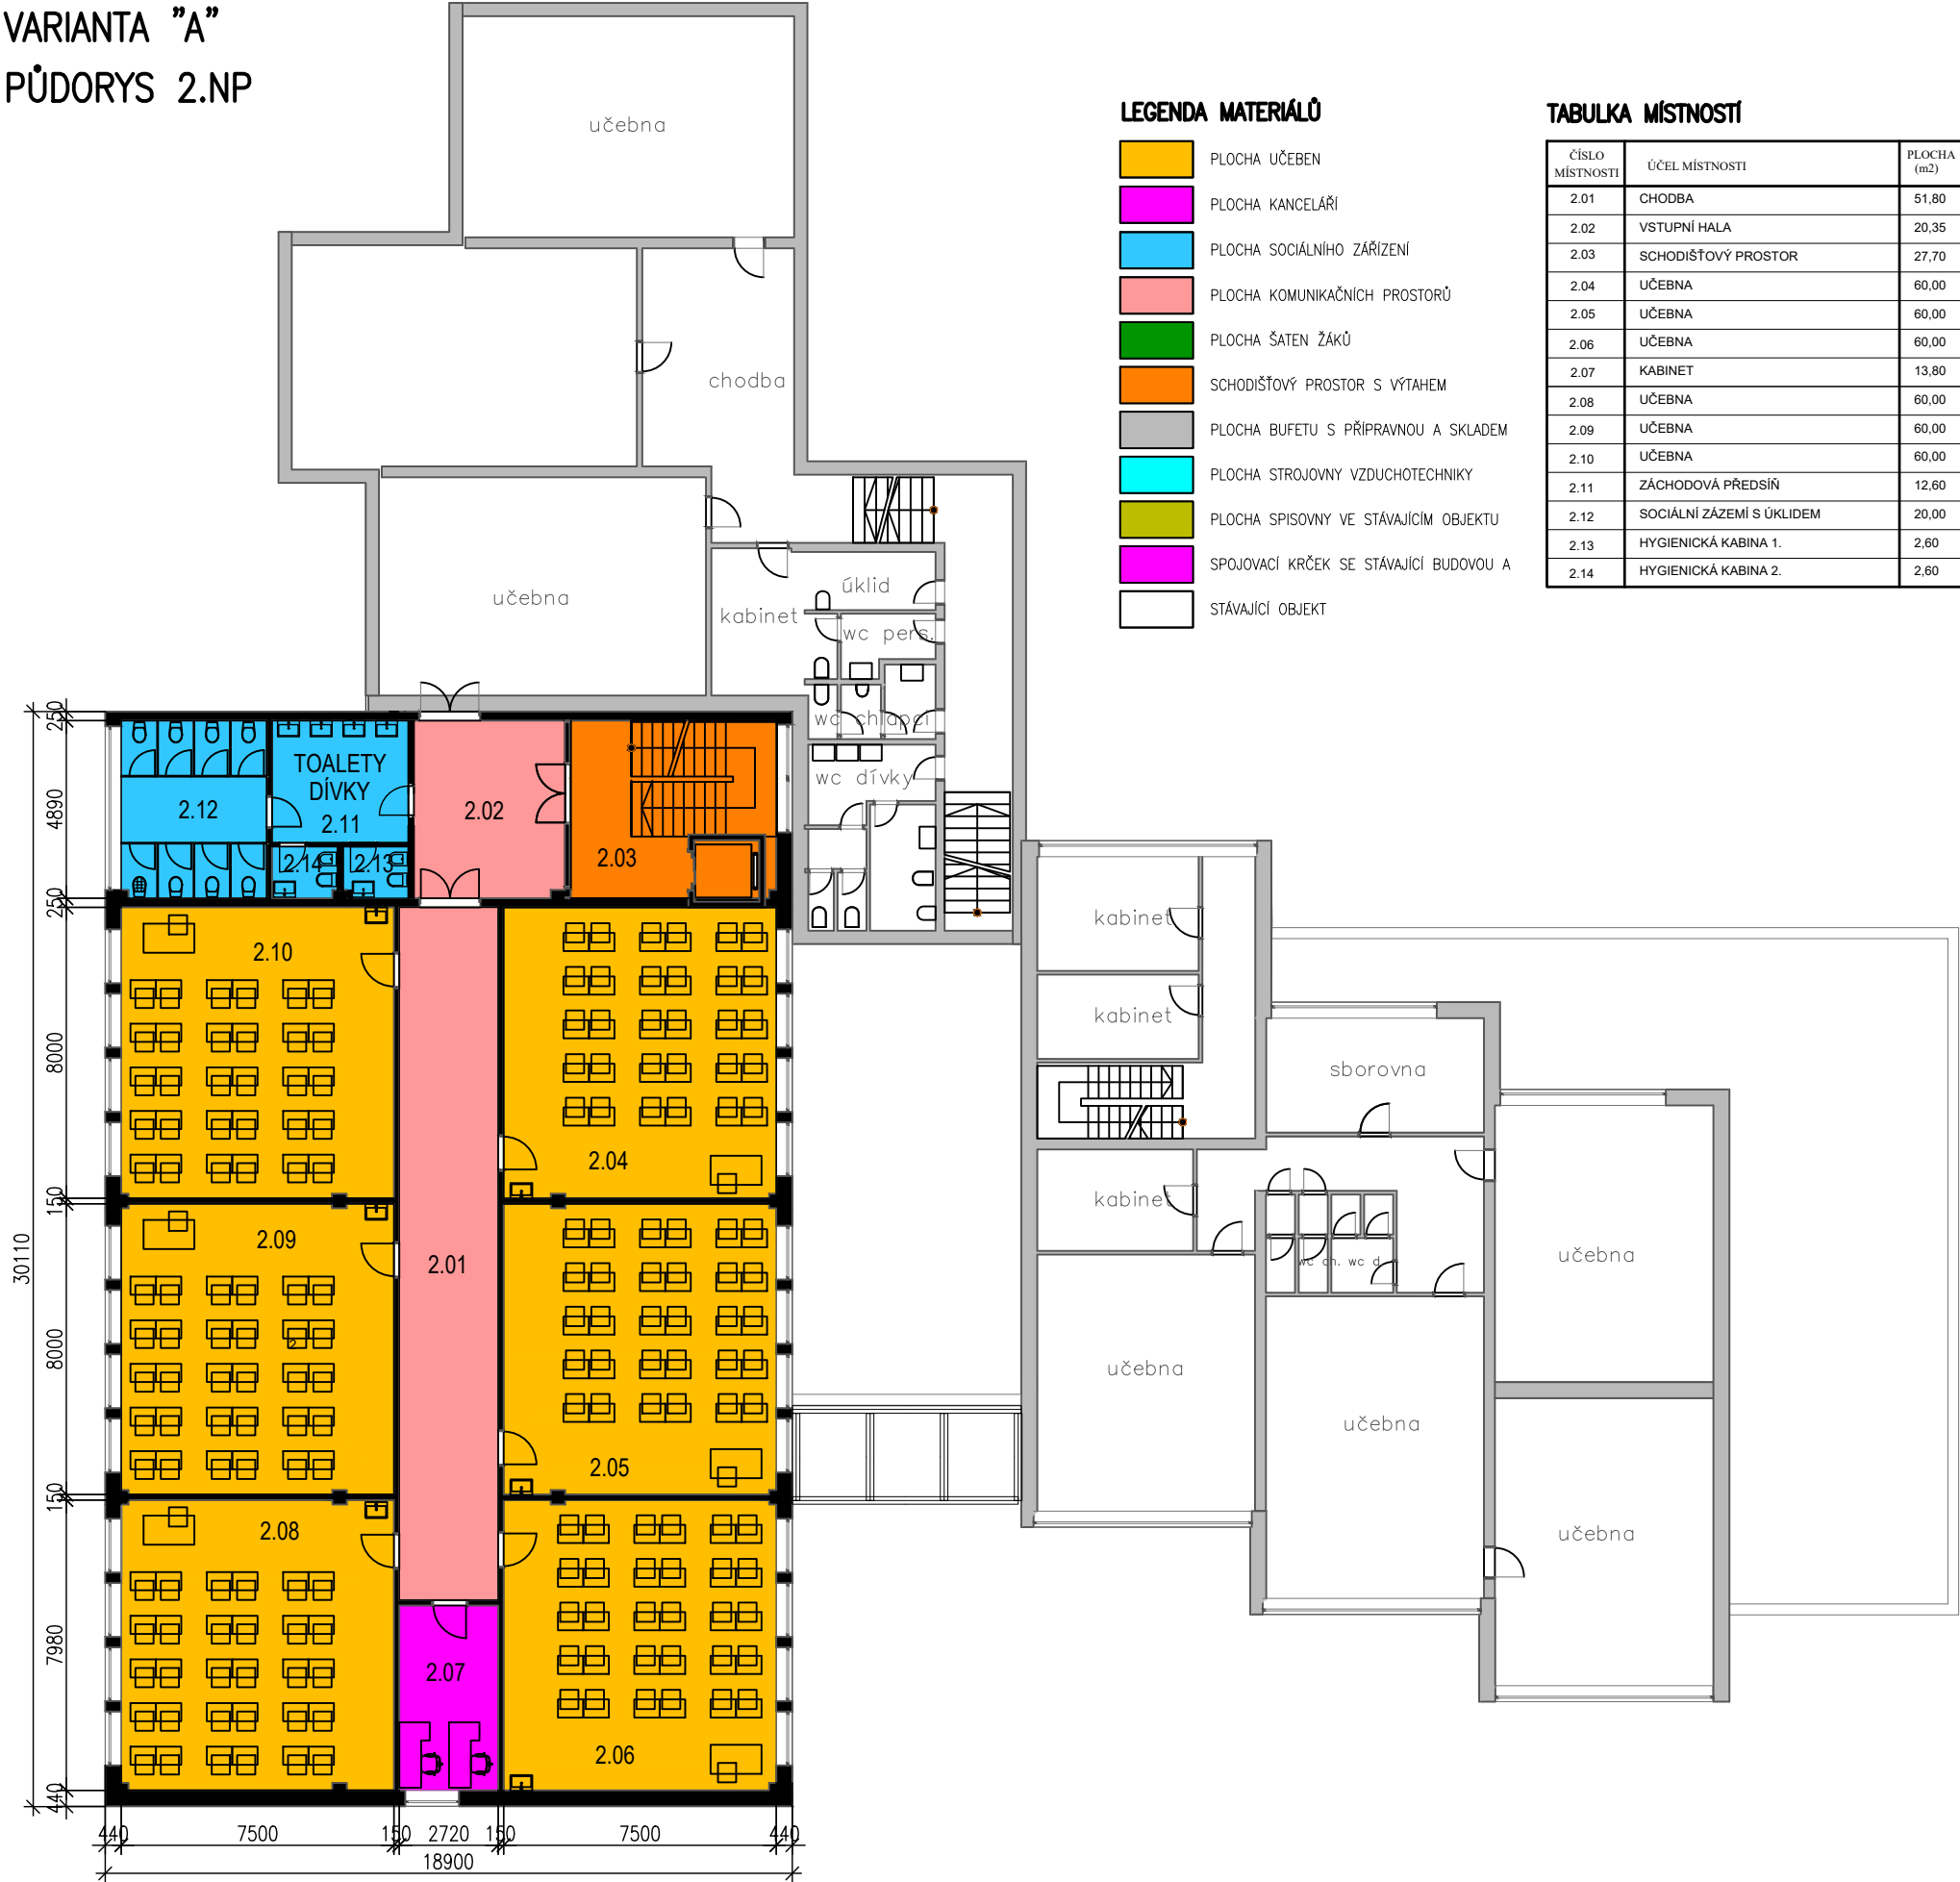 VARIANTA "A"
PŮDORYS 2.NP
LEGENDA MATERIÁLŮ
PLOCHA UČEBEN
PLOCHA KANCELÁŘÍ
PLOCHA SOCIÁLNÍHO ZÁŘÍZENÍ
PLOCHA KOMUNIKAČNÍCH PROSTORŮ
PLOCHA ŠATEN ŽÁKŮ
SCHODIŠŤOVÝ PROSTOR S VÝTAHEM
PLOCHA BUFETU S PŘÍPRAVNOU A SKLADEM
PLOCHA STROJOVNY VZDUCHOTECHNIKY
PLOCHA SPISOVNY VE STÁVAJÍCÍM OBJEKTU
SPOJOVACÍ KRČEK SE STÁVAJÍCÍ BUDOVOU A
STÁVAJÍCÍ OBJEKT
TABULKA MÍSTNOSTÍ
ČÍSLO MÍSTNOSTI ÚČEL MÍSTNOSTI PLOCHA (m2)
2.01 CHODBA 51,80
2.02 VSTUPNÍ HALA 20,35
2.03 SCHODIŠŤOVÝ PROSTOR 27,70
2.04 UČEBNA 60,00
2.05 UČEBNA 60,00
2.06 UČEBNA 60,00
2.07 KABINET 13,80
2.08 UČEBNA 60,00
2.09 UČEBNA 60,00
2.10 UČEBNA 60,00
2.11 ZÁCHODOVÁ PŘEDSÍŇ 12,60
2.12 SOCIÁLNÍ ZÁZEMÍ S ÚKLIDEM 20,00
2.13 HYGIENICKÁ KABINA 1. 2,60
2.14 HYGIENICKÁ KABINA 2. 2,60
učebna
chodba
učebna
kabinet
úklid
wc pers.
wc chlapci
wc dívky
TOALETY
DÍVKY
2.12
2.11
2.02
2.14
2.13
2.03
2.10
2.04
2.09
2.01
2.05
2
2.08
2.07
2.06
kabinet
kabinet
sborovna
kabinet
wc ch. wc d.
učebna
učebna
učebna
učebna
250
4890
250
8000
150
8000
150
7980
440
30110
440
7500
150
2720
150
7500
440
18900